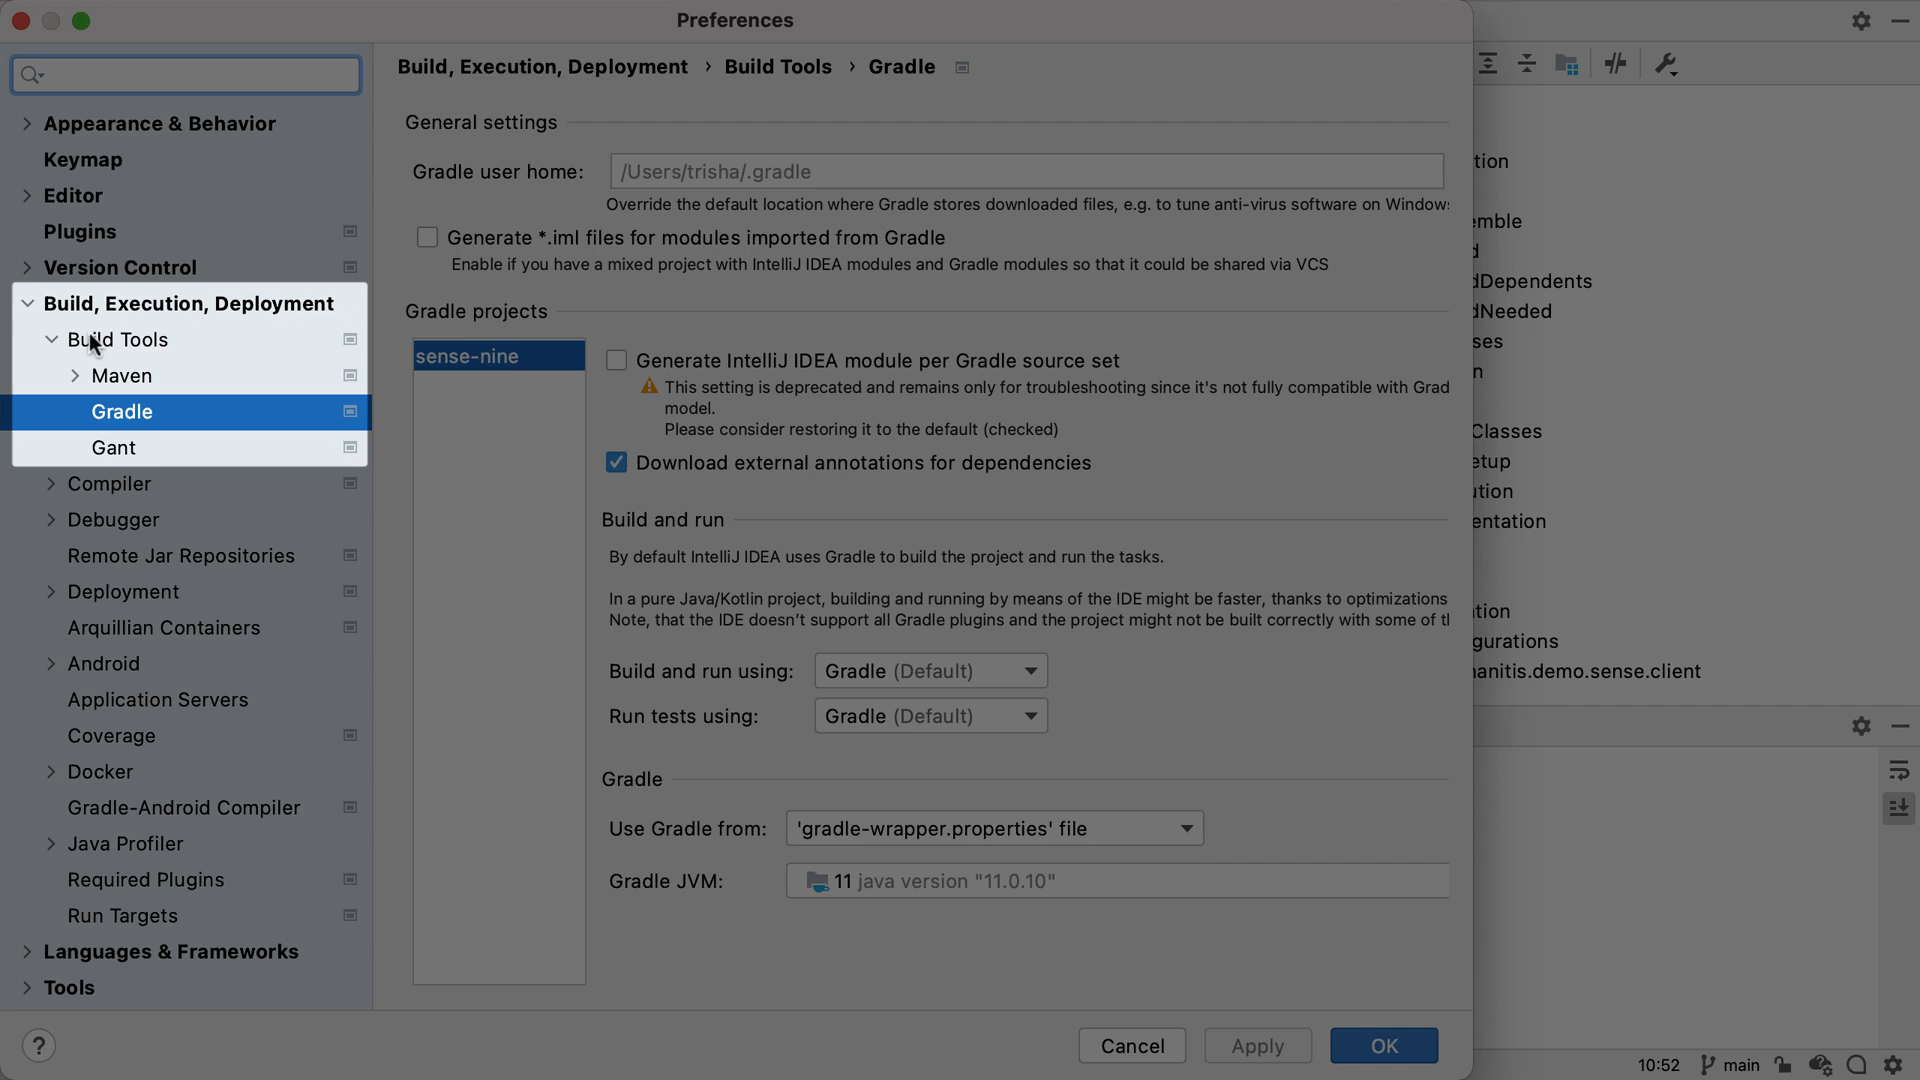 Preferences
Appearance & Behavior
Keymap
Editor
Plugins
Version Control
Build, Execution, Deployment
Build Tools
Maven
Gradle
Gant
Compiler
Debugger
Remote Jar Repositories
Deployment
Arquillian Containers
Android
Application Servers
Coverage
Docker
Gradle-Android Compiler
Java Profiler
Required Plugins
Run Targets
Languages & Frameworks
Tools
?
Build, Execution, Deployment › Build Tools › Gradle
General settings
Gradle user home: /Users/trisha/.gradle
Override the default location where Gradle stores downloaded files, e.g. to tune anti-virus software on Windows
Generate *.iml files for modules imported from Gradle
Enable if you have a mixed project with IntelliJ IDEA modules and Gradle modules so that it could be shared via VCS
Gradle projects
sense-nine
Generate IntelliJ IDEA module per Gradle source set
This setting is deprecated and remains only for troubleshooting since it's not fully compatible with Grad
model.
Please consider restoring it to the default (checked)
Download external annotations for dependencies
Build and run
By default IntelliJ IDEA uses Gradle to build the project and run the tasks.
In a pure Java/Kotlin project, building and running by means of the IDE might be faster, thanks to optimizations
Note, that the IDE doesn't support all Gradle plugins and the project might not be built correctly with some of
Build and run using: Gradle (Default)
Run tests using: Gradle (Default)
Gradle
Use Gradle from: 'gradle-wrapper.properties' file
Gradle JVM: 11 java version "11.0.10"
Cancel
Apply
OK
tion
mble
d
dDependents
dNeeded
ses
n
Classes
etup
ution
entation
tion
gurations
nanitis.demo.sense.client
10:52 main